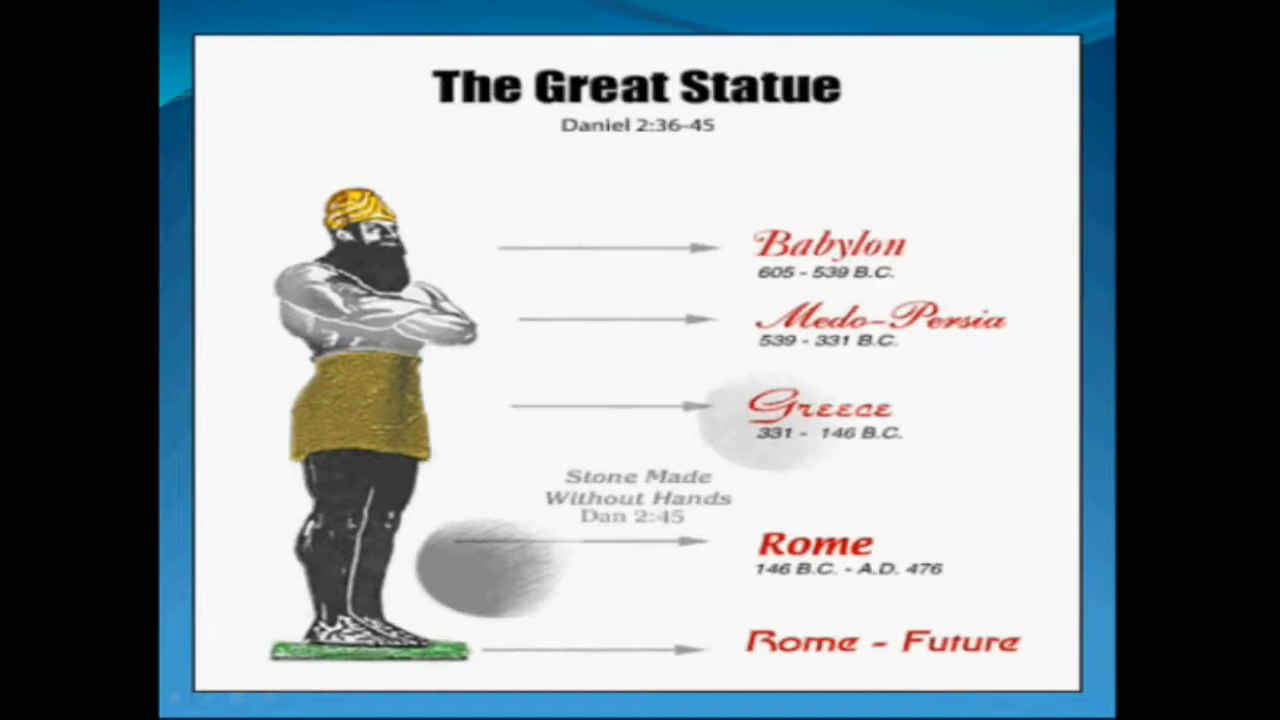 The Great Statue
Daniel 2:36-45
Babylon
605 - 539 B.C.
Medo-Persia
539 - 331 B.C.
Greece
331 - 146 B.C.
Stone Made
Without Hands
Dan 2:45
Rome
146 B.C. - A.D. 476
Rome - Future